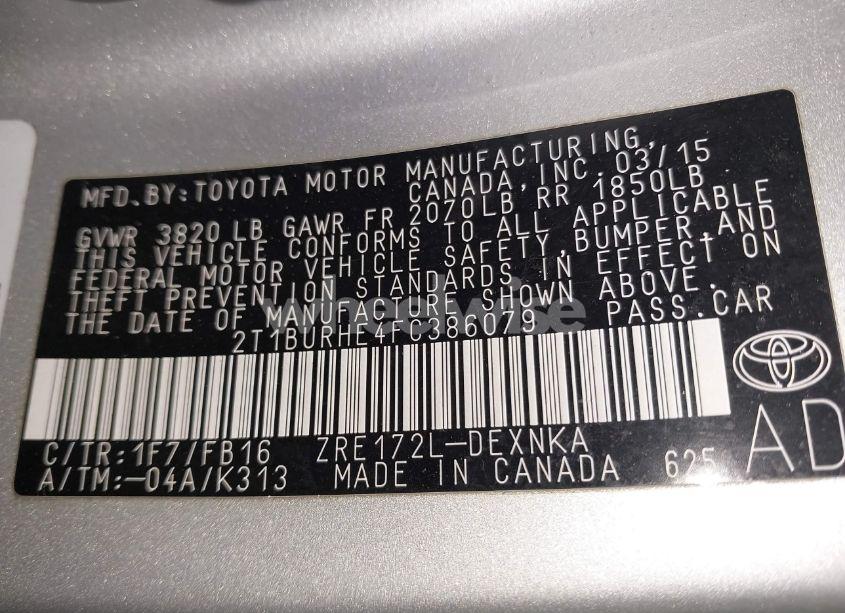 MFD.BY:TOYOTA MOTOR MANUFACTURING,
CANADA,INC. 03/15
GVWR 3820 LB GAWR FR 2070LB RR 1850LB
THIS VEHICLE CONFORMS TO ALL APPLICABLE
FEDERAL MOTOR VEHICLE SAFETY,BUMPER,AND
THEFT PREVENTION STANDARDS IN EFFECT ON
THE DATE OF MANUFACTURE SHOWN ABOVE.
2T1BURHE4FC386079 PASS.CAR
wheelwise
C/TR:1F7/FB16 ZRE172L-DEXNKA
A/TM:-04A/K313 MADE IN CANADA 625 AD